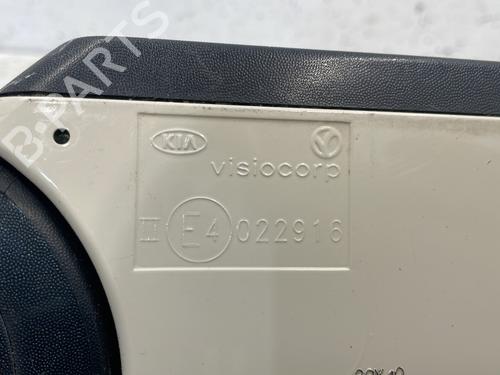 B-PARTS
KIA
visiocorp
II E4 022916